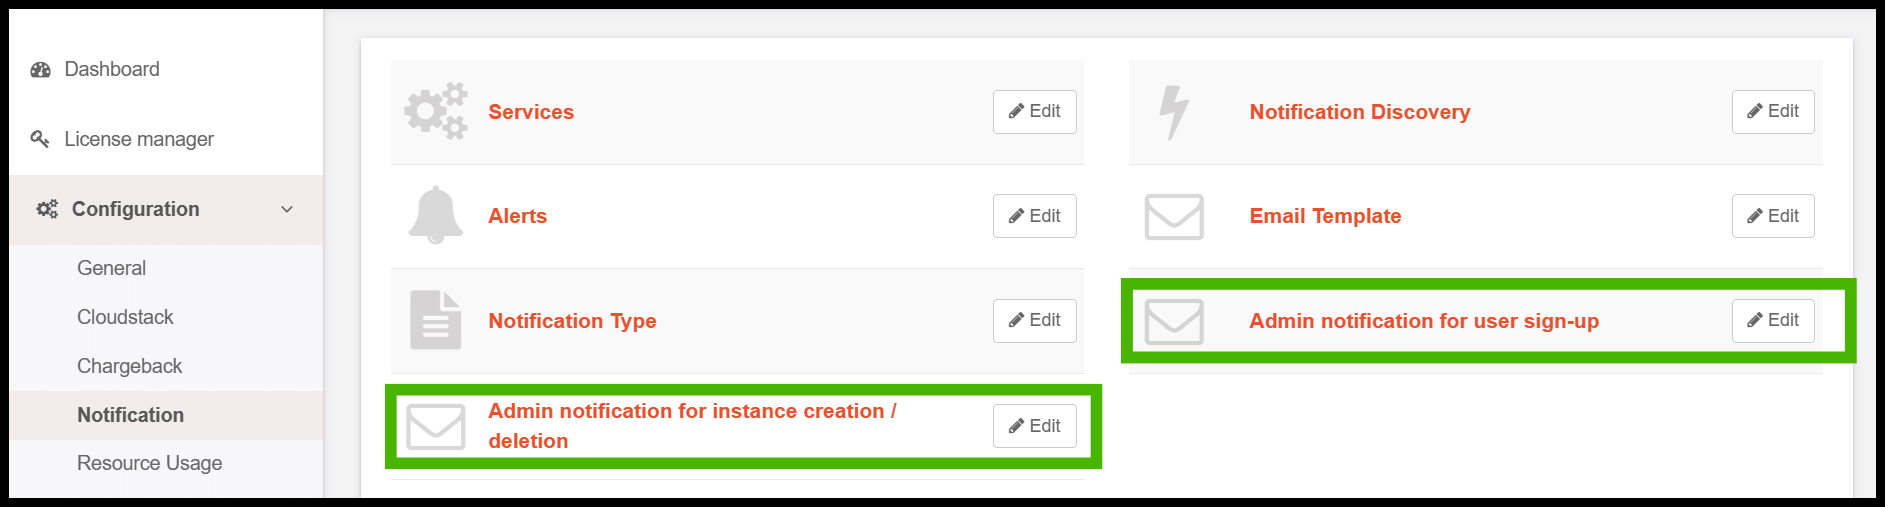 Dashboard
License manager
Configuration
General
Cloudstack
Chargeback
Notification
Resource Usage
Services
Edit
Notification Discovery
Edit
Alerts
Edit
Email Template
Edit
Notification Type
Edit
Admin notification for user sign-up
Edit
Admin notification for instance creation /
deletion
Edit